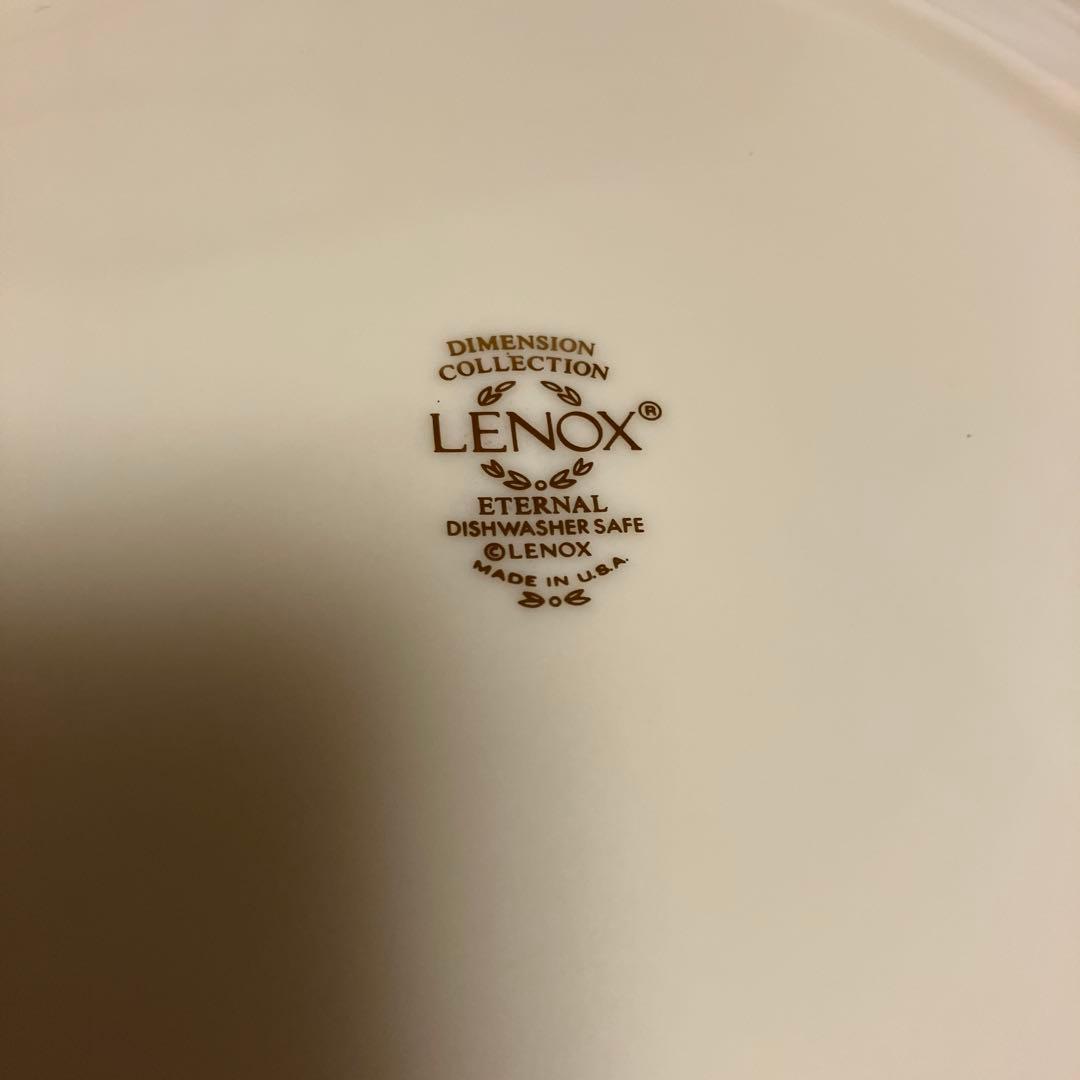 DIMENSION
COLLECTION
LENOX®
ETERNAL
DISHWASHER SAFE
©LENOX
MADE IN U.S.A.